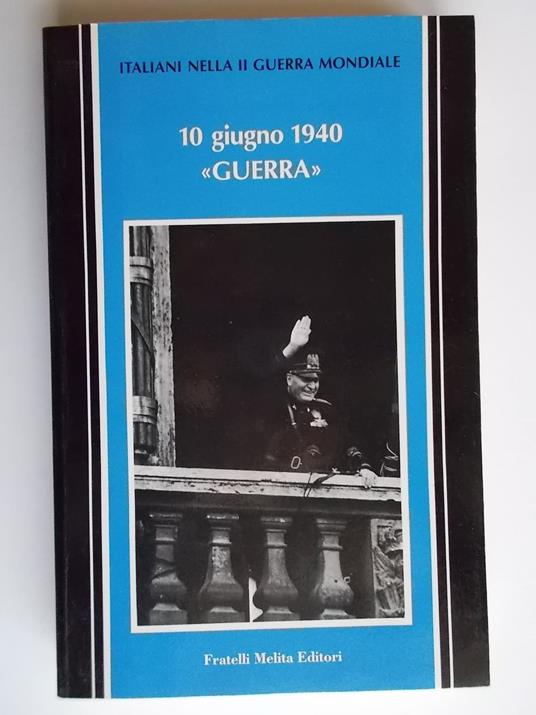 ITALIANI NELLA II GUERRA MONDIALE
10 giugno 1940
«GUERRA»
Fratelli Melita Editori